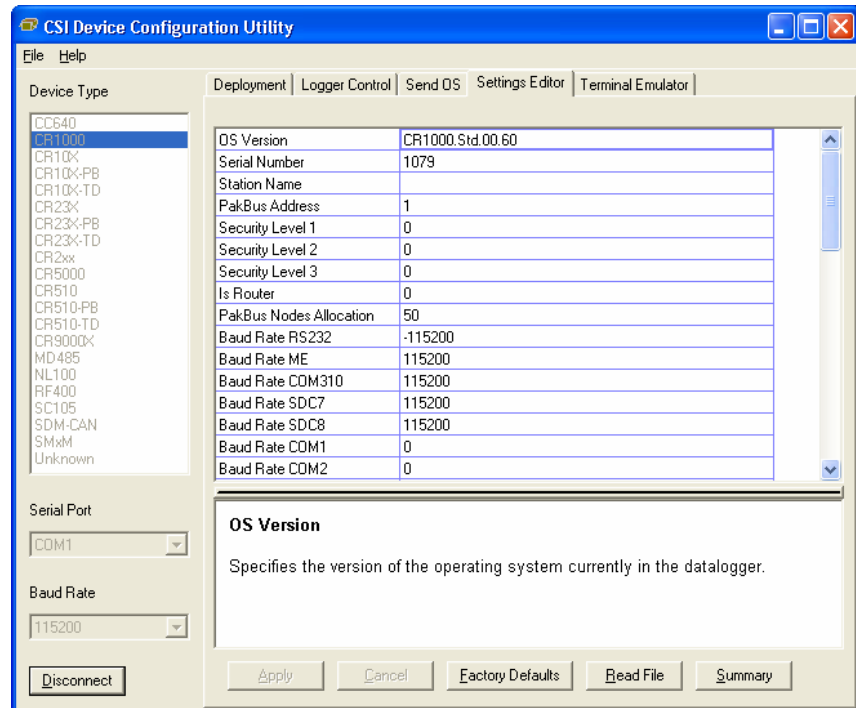 CSI Device Configuration Utility
File Help
Device Type
CC640
CR1000
CR10X
CR10X-PB
CR10X-TD
CR23X
CR23X-PB
CR23X-TD
CR2xx
CR5000
CR510
CR510-PB
CR510-TD
CR9000X
MD485
NL100
RF400
SC105
SDM-CAN
SMxM
Unknown
Serial Port
COM1
Baud Rate
115200
Disconnect
Deployment Logger Control Send OS Settings Editor Terminal Emulator
OS Version CR1000.Std.00.60
Serial Number 1079
Station Name
PakBus Address 1
Security Level 1 0
Security Level 2 0
Security Level 3 0
Is Router 0
PakBus Nodes Allocation 50
Baud Rate RS232 -115200
Baud Rate ME 115200
Baud Rate COM310 115200
Baud Rate SDC7 115200
Baud Rate SDC8 115200
Baud Rate COM1 0
Baud Rate COM2 0
OS Version
Specifies the version of the operating system currently in the datalogger.
Apply Cancel Factory Defaults Read File Summary